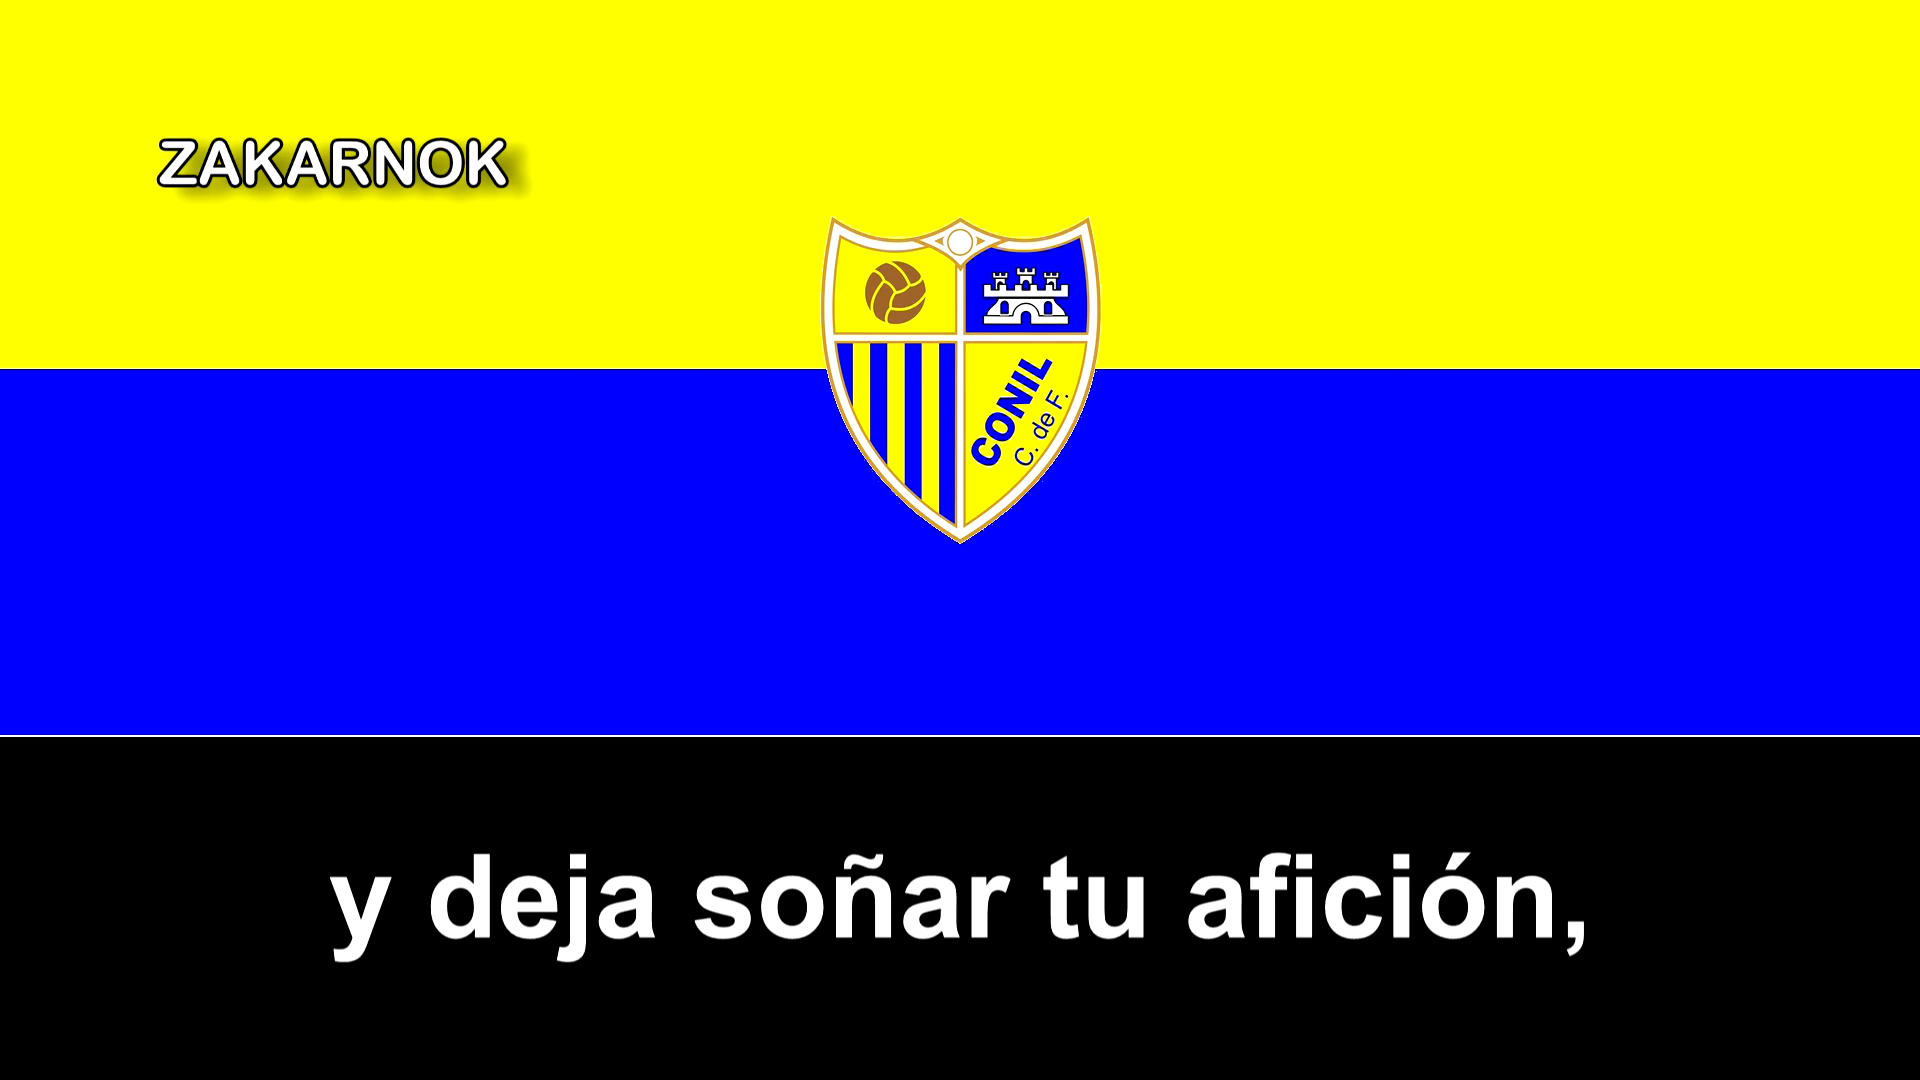 ZAKARNOK
CONIL
C. de F.
y deja soñar tu afición,